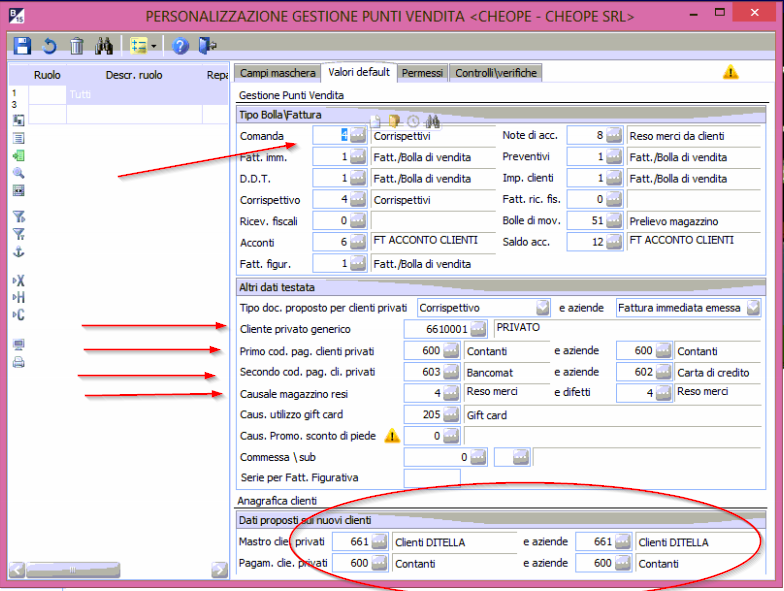 PERSONALIZZAZIONE GESTIONE PUNTI VENDITA <CHEOPE - CHEOPE SRL>
Ruolo Descr. ruolo Repa
1 Tutti
3
Campi maschera Valori default Permessi Controlli\verifiche
Gestione Punti Vendita
Tipo Bolla\Fattura
Comanda 4 Corrispettivi Note di acc. 8 Reso merci da clienti
Fatt. imm. 1 Fatt./Bolla di vendita Preventivi 1 Fatt./Bolla di vendita
D.D.T. 1 Fatt./Bolla di vendita Imp. clienti 1 Fatt./Bolla di vendita
Corrispettivo 4 Corrispettivi Fatt. ric. fis. 0
Ricev. fiscali 0 Bolle di mov. 51 Prelievo magazzino
Acconti 6 FT ACCONTO CLIENTI Saldo acc. 12 FT ACCONTO CLIENTI
Fatt. figur. 1 Fatt./Bolla di vendita
Altri dati testata
Tipo doc. proposto per clienti privati Corrispettivo e aziende Fattura immediata emessa
Cliente privato generico 6610001 PRIVATO
Primo cod. pag. clienti privati 600 Contanti e aziende 600 Contanti
Secondo cod. pag. cli. privati 603 Bancomat e aziende 602 Carta di credito
Causale magazzino resi 4 Reso merci e difetti 4 Reso merci
Caus. utilizzo gift card 205 Gift card
Caus. Promo. sconto di piede 0
Commessa \ sub 0
Serie per Fatt. Figurativa
Anagrafica clienti
Dati proposti sui nuovi clienti
Mastro clie. privati 661 Clienti DITELLA e aziende 661 Clienti DITELLA
Pagam. clie. privati 600 Contanti e aziende 600 Contanti